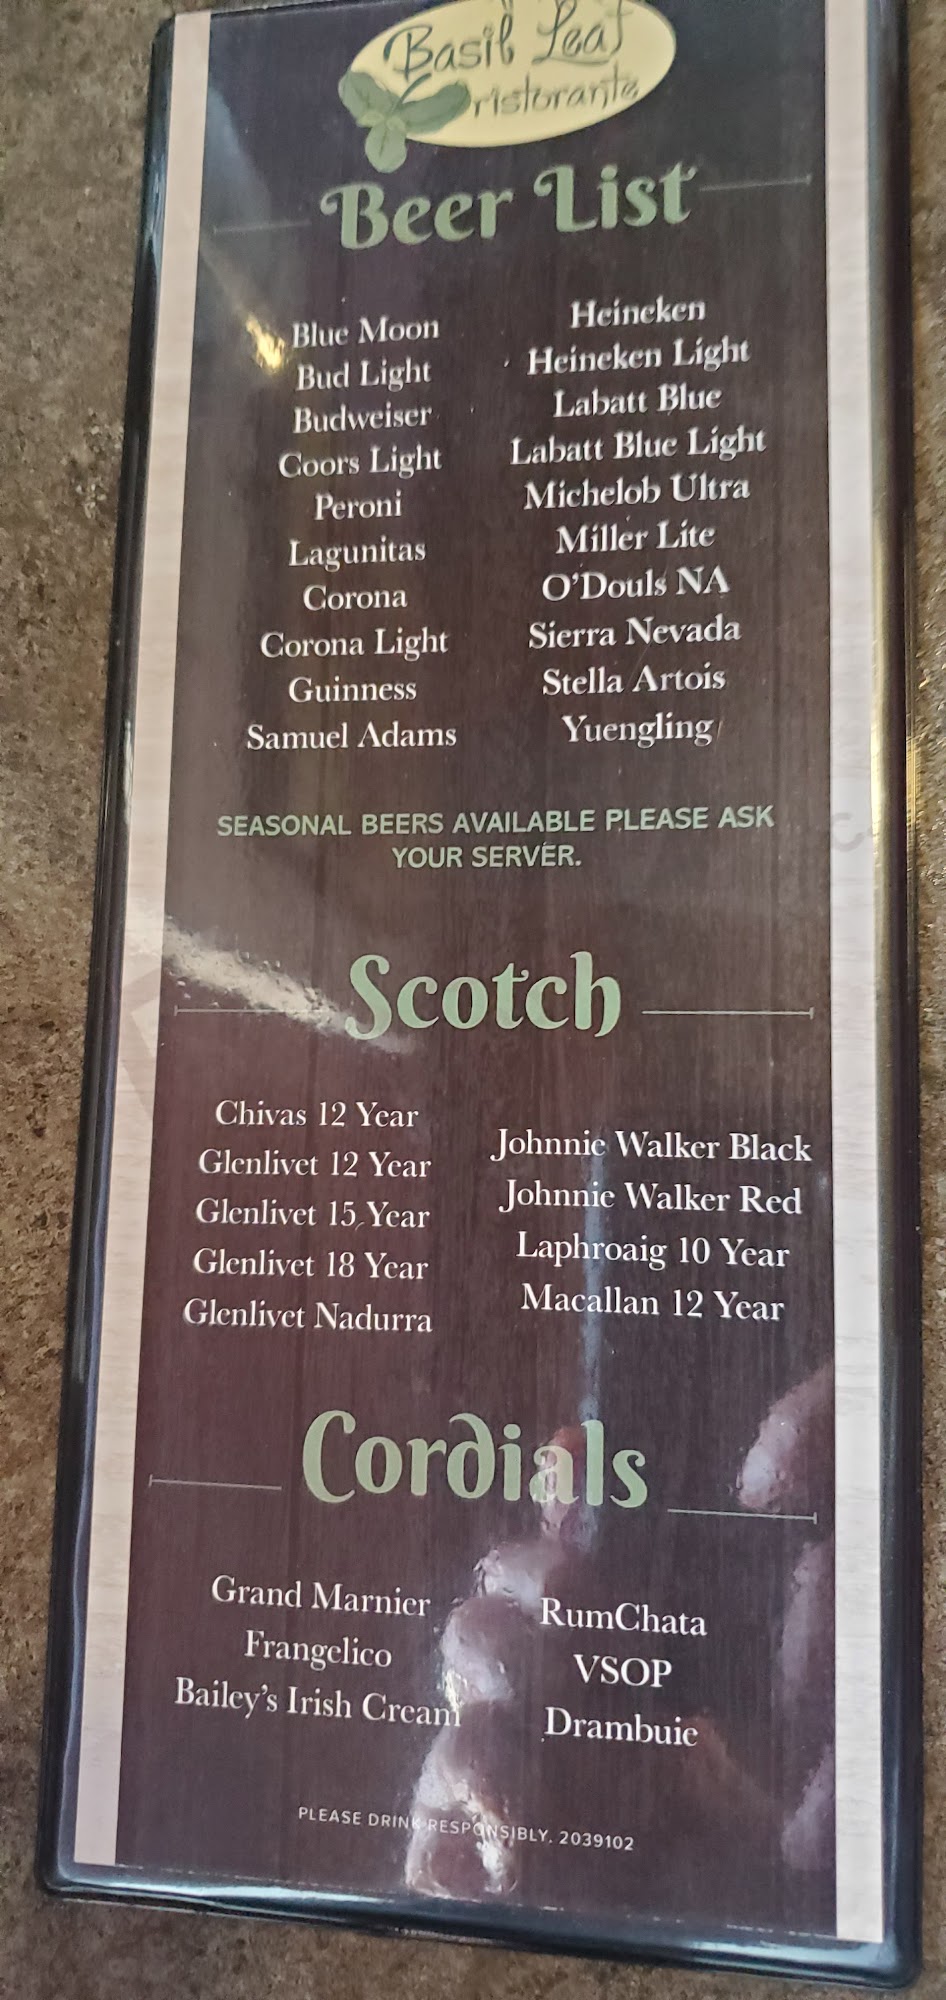 Basil Leaf
ristorante
Beer List
Blue Moon
Bud Light
Budweiser
Coors Light
Peroni
Lagunitas
Corona
Corona Light
Guinness
Samuel Adams
Heineken
Heineken Light
Labatt Blue
Labatt Blue Light
Michelob Ultra
Miller Lite
O'Douls NA
Sierra Nevada
Stella Artois
Yuengling
SEASONAL BEERS AVAILABLE PLEASE ASK
YOUR SERVER.
Scotch
Chivas 12 Year
Glenlivet 12 Year
Glenlivet 15 Year
Glenlivet 18 Year
Glenlivet Nadurra
Johnnie Walker Black
Johnnie Walker Red
Laphroaig 10 Year
Macallan 12 Year
Cordials
Grand Marnier
Frangelico
Bailey's Irish Cream
RumChata
VSOP
Drambuie
PLEASE DRINK RESPONSIBLY. 2039102